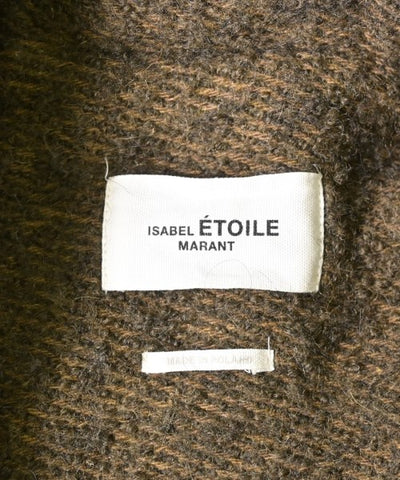 ISABEL ÉTOILE
MARANT
MADE IN POLAND